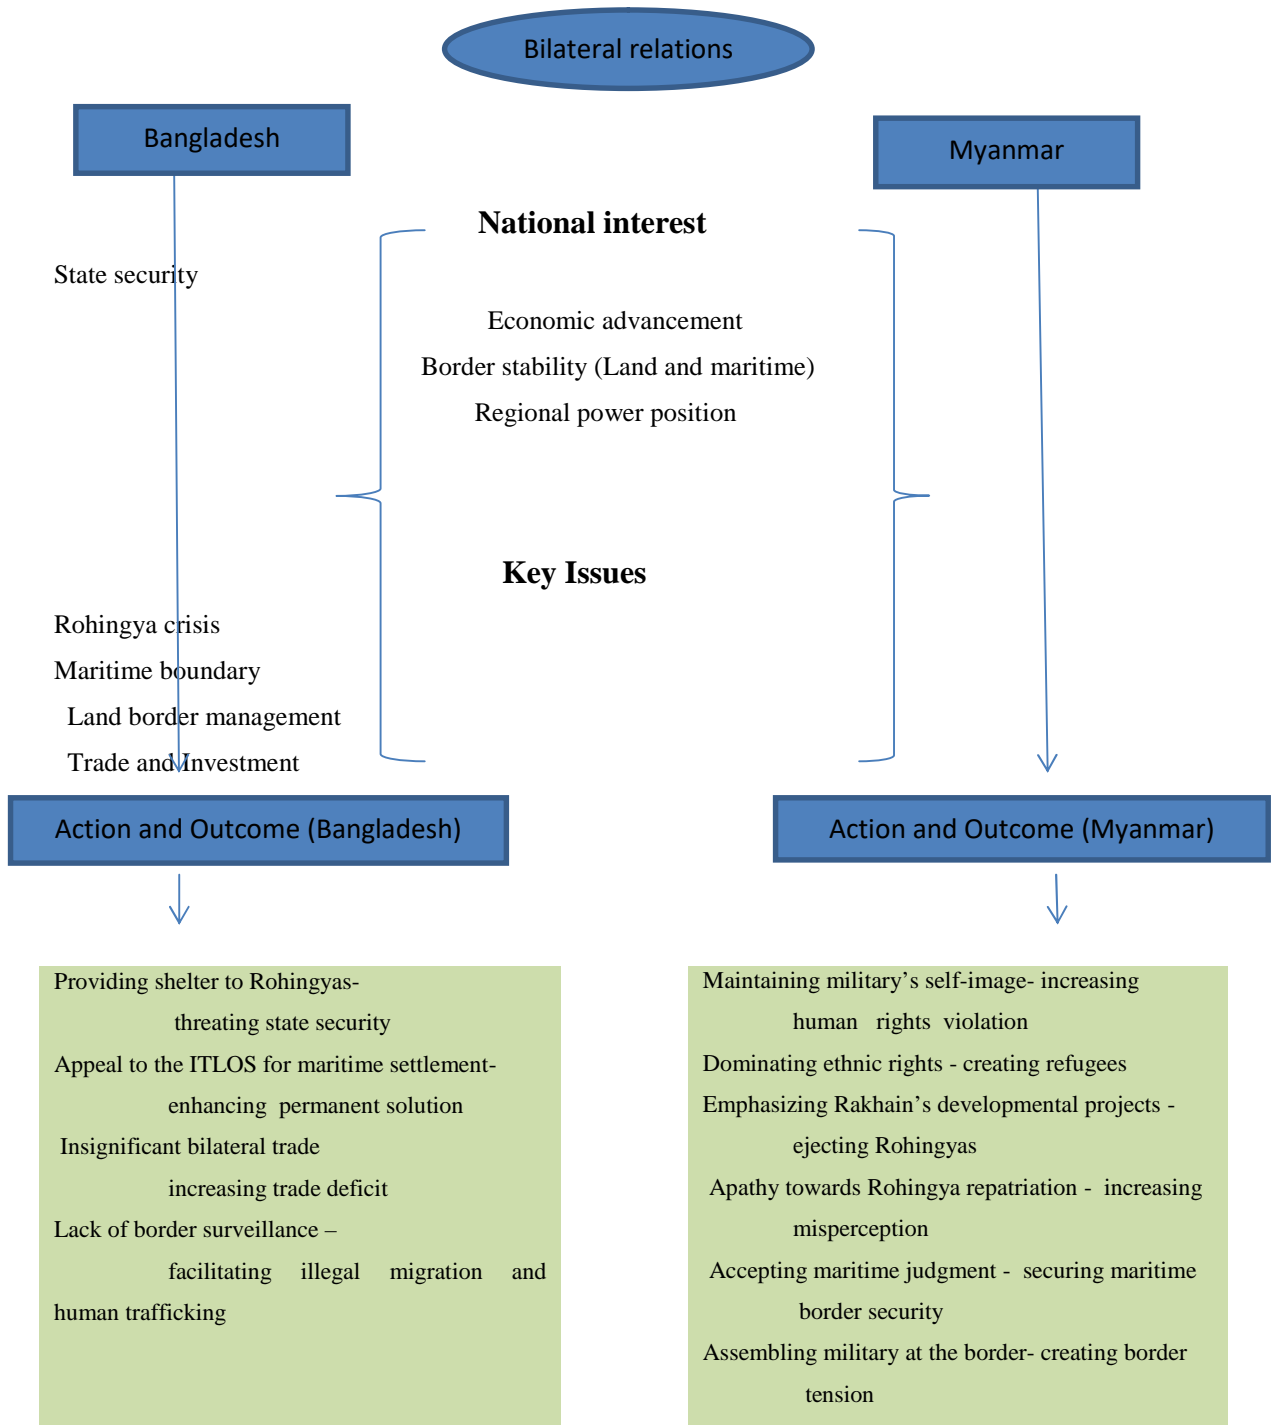 Bilateral relations
Bangladesh
Myanmar
National interest
State security
Economic advancement
Border stability (Land and maritime)
Regional power position
Key Issues
Rohingya crisis
Maritime boundary
Land border management
Trade and Investment
Action and Outcome (Bangladesh)
Action and Outcome (Myanmar)
Providing shelter to Rohingyas-
threating state security
Appeal to the ITLOS for maritime settlement-
enhancing permanent solution
Insignificant bilateral trade
increasing trade deficit
Lack of border surveillance –
facilitating illegal migration and
human trafficking
Maintaining military’s self-image- increasing
human rights violation
Dominating ethnic rights - creating refugees
Emphasizing Rakhain’s developmental projects -
ejecting Rohingyas
Apathy towards Rohingya repatriation - increasing
misperception
Accepting maritime judgment - securing maritime
border security
Assembling military at the border- creating border
tension